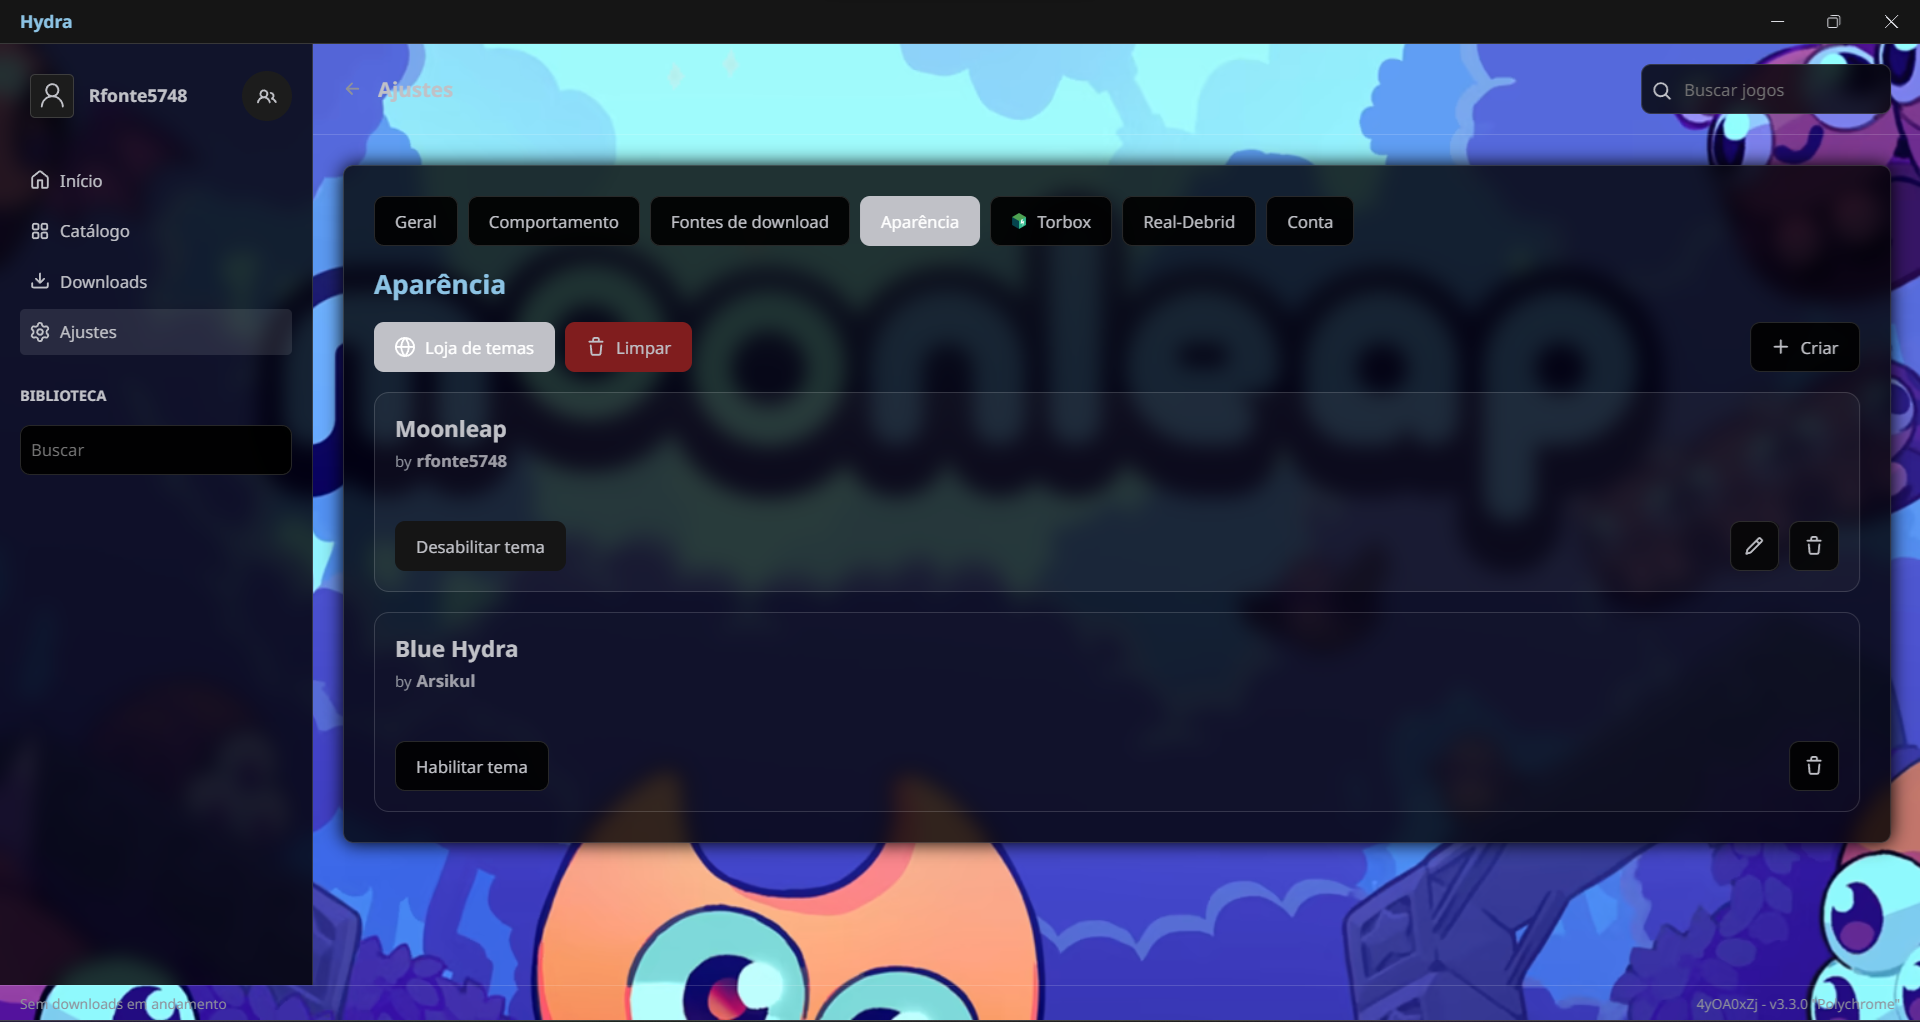 Hydra
Rfonte5748
Início
Catálogo
Downloads
Ajustes
BIBLIOTECA
Buscar
Ajustes
Buscar jogos
Geral
Comportamento
Fontes de download
Aparência
Torbox
Real-Debrid
Conta
Aparência
Loja de temas
Limpar
Criar
moonleap
Moonleap
by rfonte5748
Desabilitar tema
Blue Hydra
by Arsikul
Habilitar tema
Sem downloads em andamento
4yOA0xZj - v3.3.0 "Polychrome"